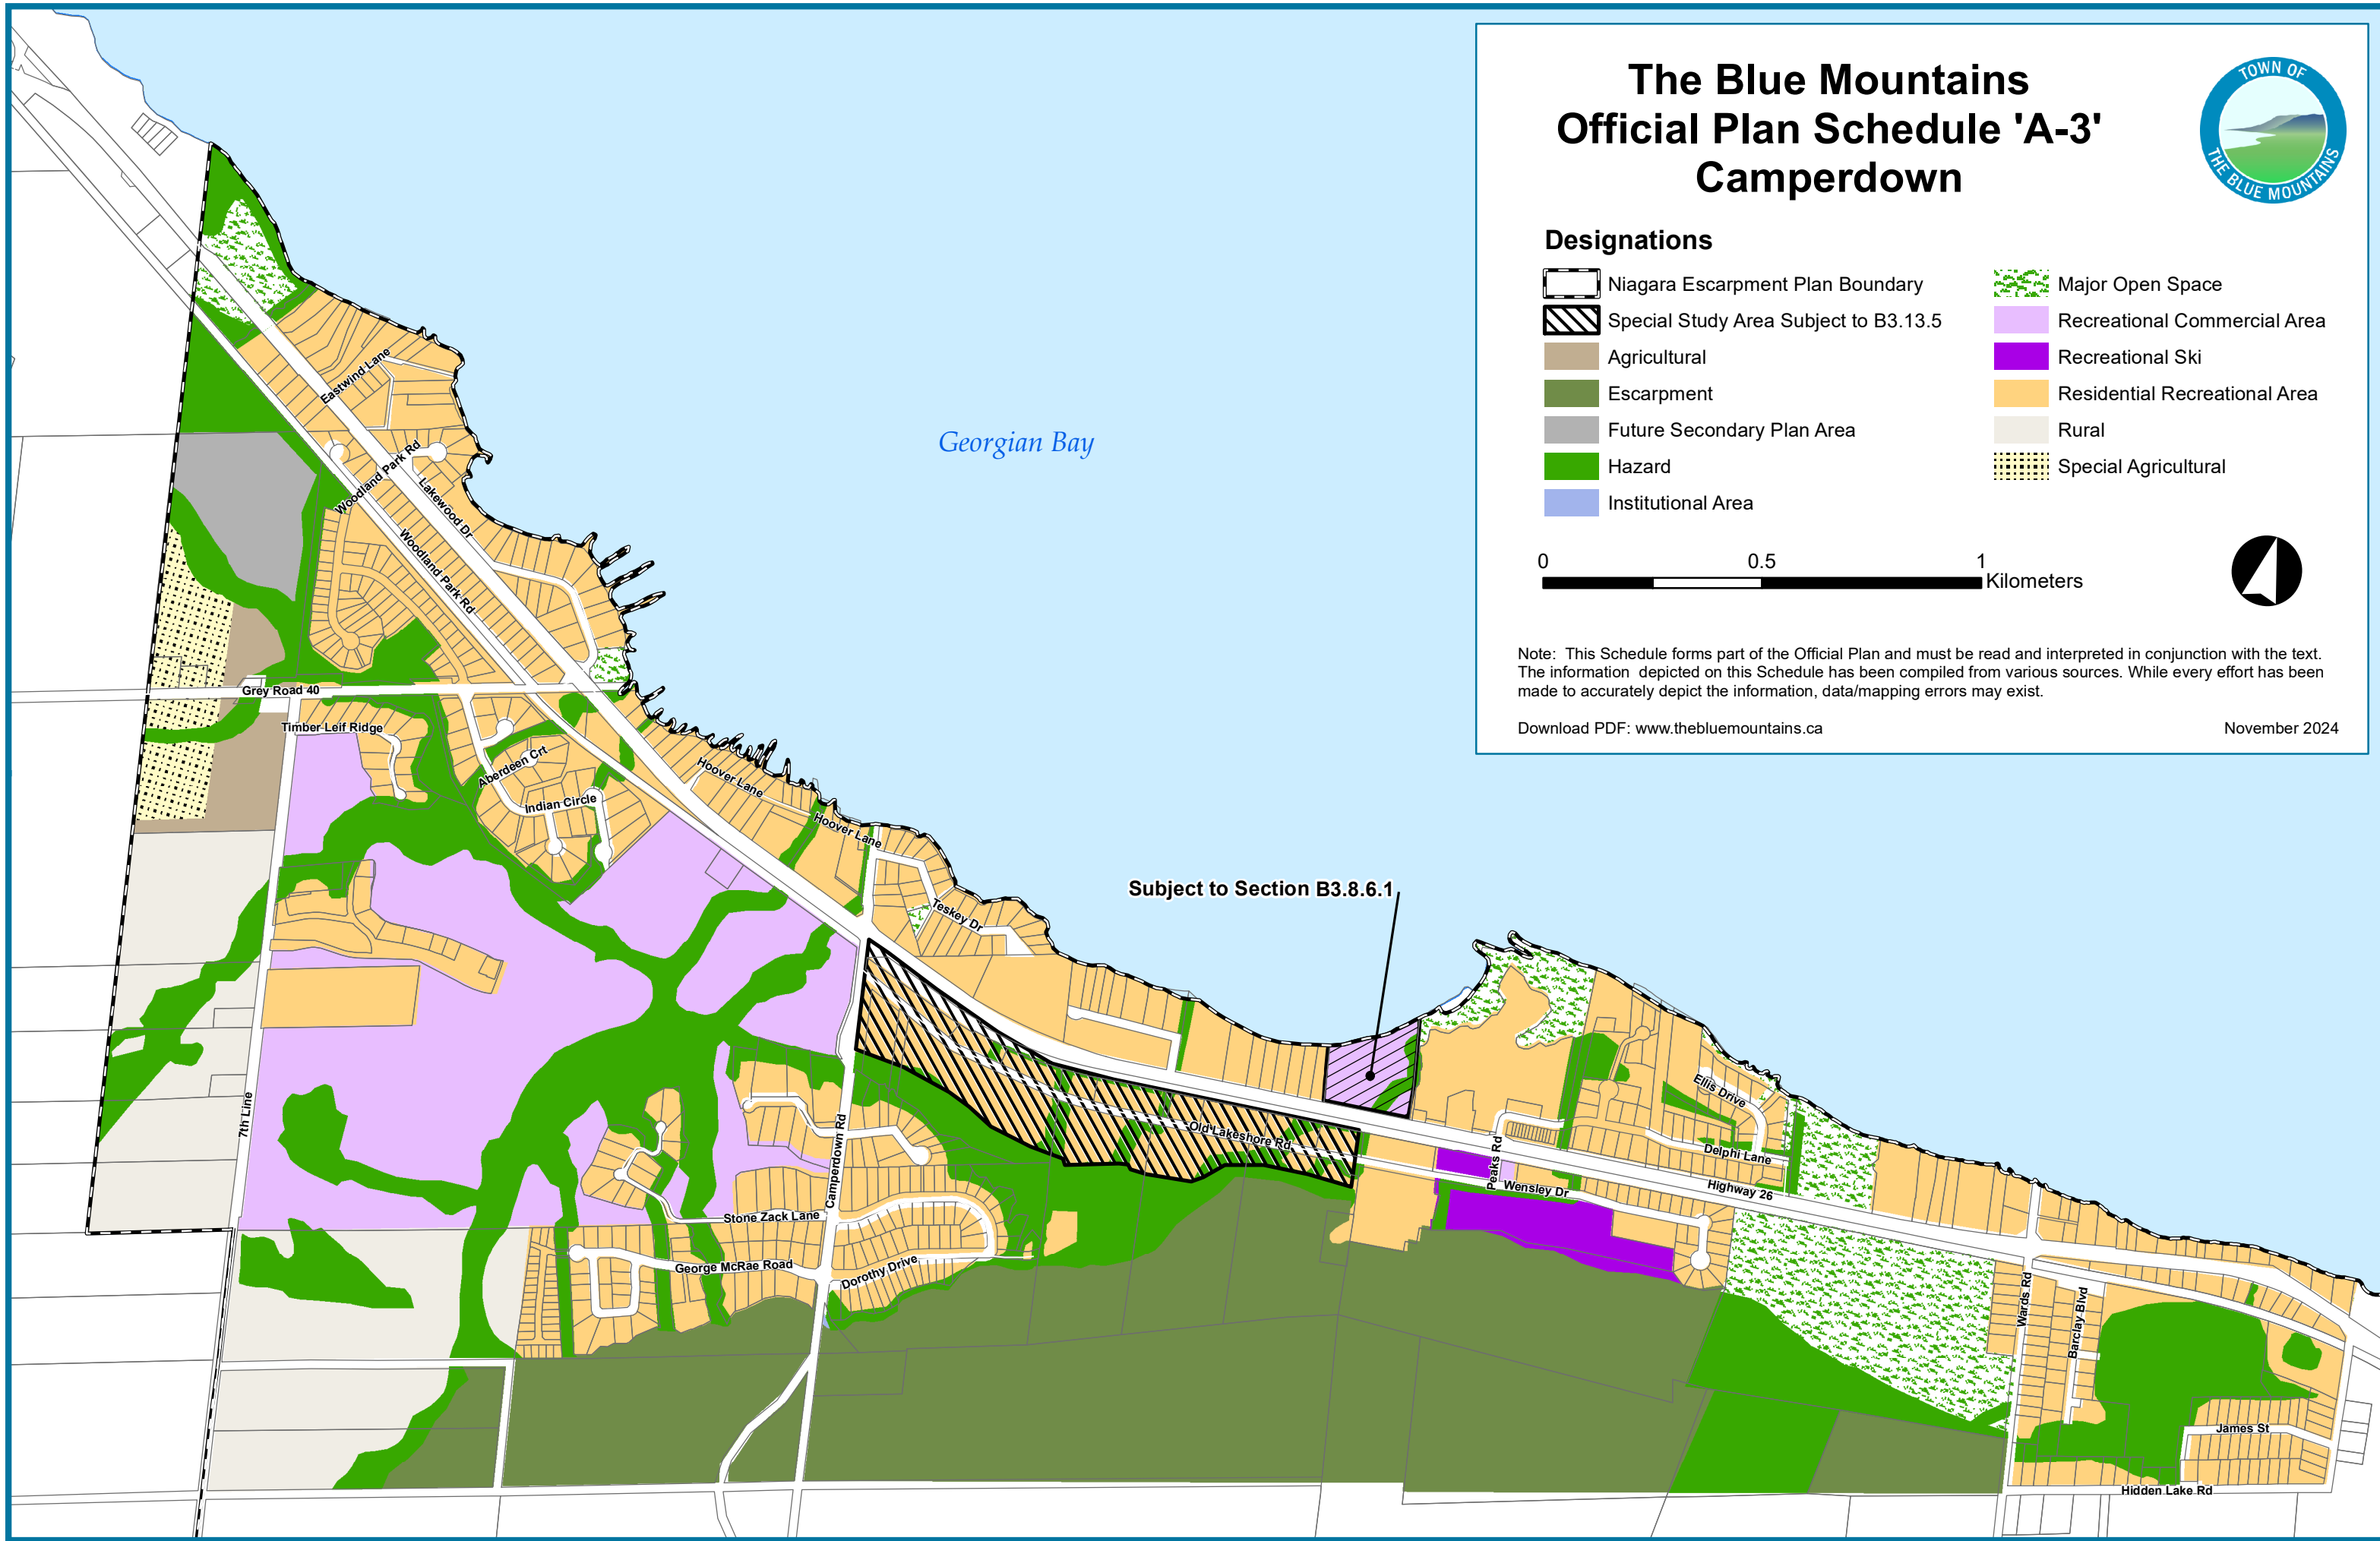 The Blue Mountains
Official Plan Schedule 'A-3'
Camperdown
TOWN OF
THE BLUE MOUNTAINS
Designations
Niagara Escarpment Plan Boundary
Special Study Area Subject to B3.13.5
Agricultural
Escarpment
Future Secondary Plan Area
Hazard
Institutional Area
Major Open Space
Recreational Commercial Area
Recreational Ski
Residential Recreational Area
Rural
Special Agricultural
0 0.5 1
Kilometers
Note: This Schedule forms part of the Official Plan and must be read and interpreted in conjunction with the text.
The information depicted on this Schedule has been compiled from various sources. While every effort has been
made to accurately depict the information, data/mapping errors may exist.
Download PDF: www.thebluemountains.ca
November 2024
Georgian Bay
Eastwind Lane
Woodland Park Rd
Lakewood Dr
Woodland Park Rd
Grey Road 40
Timber Leif Ridge
Aberdeen Crt
Indian Circle
Hoover Lane
Hoover Lane
Teskey Dr
Subject to Section B3.8.6.1
7th Line
Camperdown Rd
Old Lakeshore Rd
Stone Zack Lane
George McRae Road
Dorothy Drive
Peaks Rd
Wensley Dr
Ellis Drive
Delphi Lane
Highway 26
Wards Rd
Barclay Blvd
James St
Hidden Lake Rd